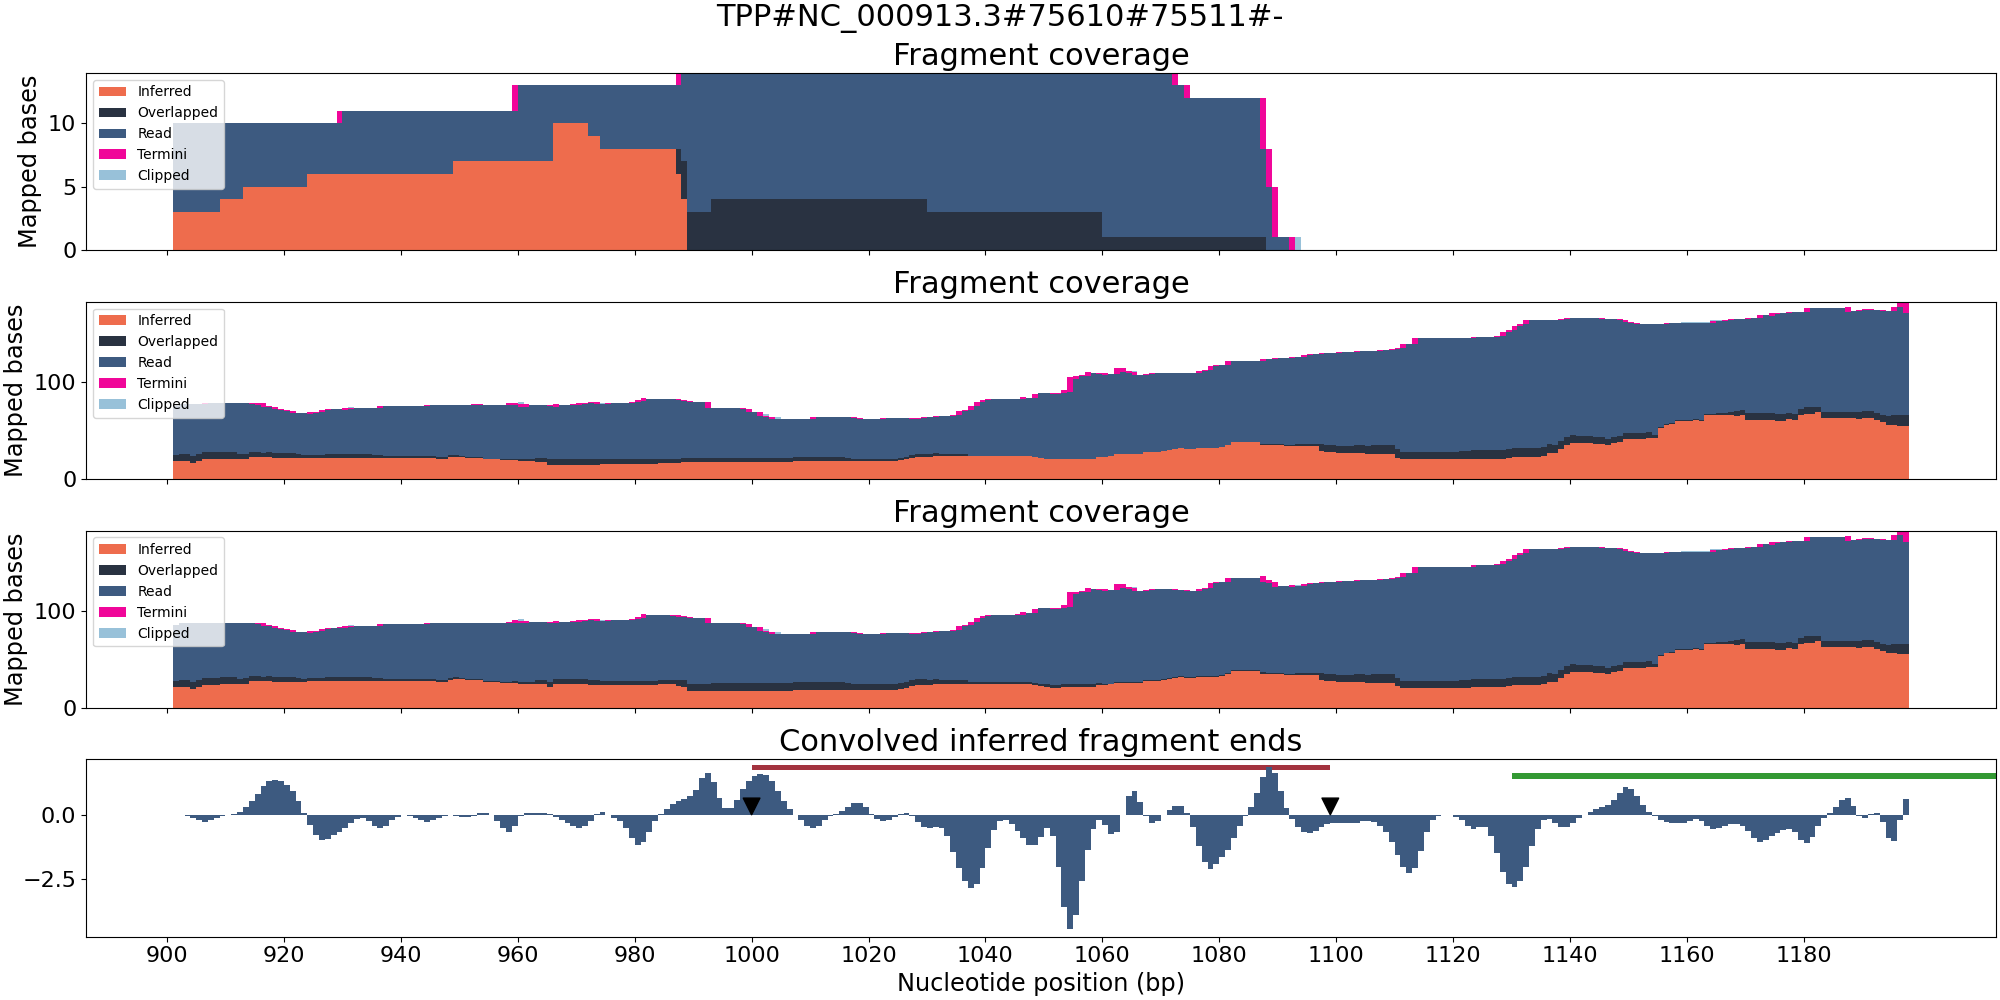 TPP#NC_000913.3#75610#75511#-
Fragment coverage
Mapped bases
10
5
0
Inferred
Overlapped
Read
Termini
Clipped
Fragment coverage
Mapped bases
100
0
Inferred
Overlapped
Read
Termini
Clipped
Fragment coverage
Mapped bases
100
0
Inferred
Overlapped
Read
Termini
Clipped
Convolved inferred fragment ends
0.0
−2.5
900 920 940 960 980 1000 1020 1040 1060 1080 1100 1120 1140 1160 1180
Nucleotide position (bp)